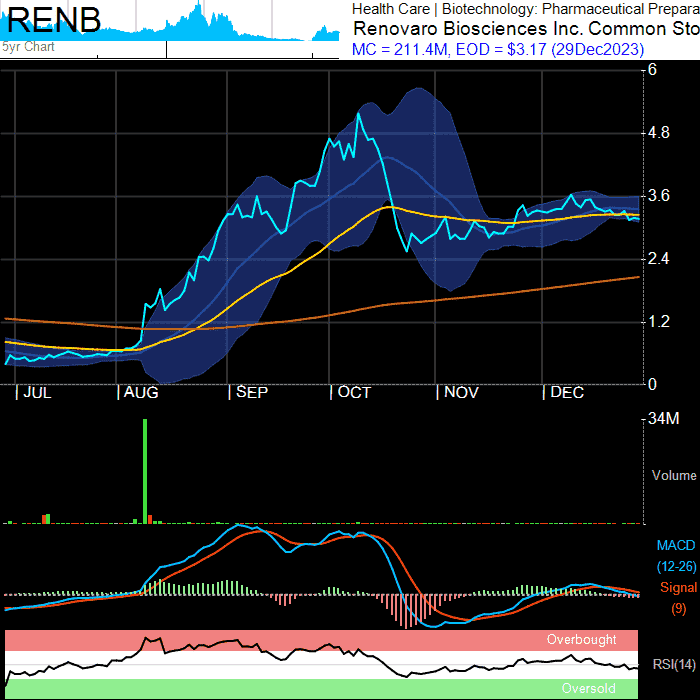 RENB
5yr Chart
Health Care | Biotechnology: Pharmaceutical Prepara
Renovaro Biosciences Inc. Common Sto
MC = 211.4M, EOD = $3.17 (29Dec2023)
6
4.8
3.6
2.4
1.2
0
| JUL | AUG | SEP | OCT | NOV | DEC
34M
Volume
MACD
(12-26)
Signal
(9)
Overbought
RSI(14)
Oversold